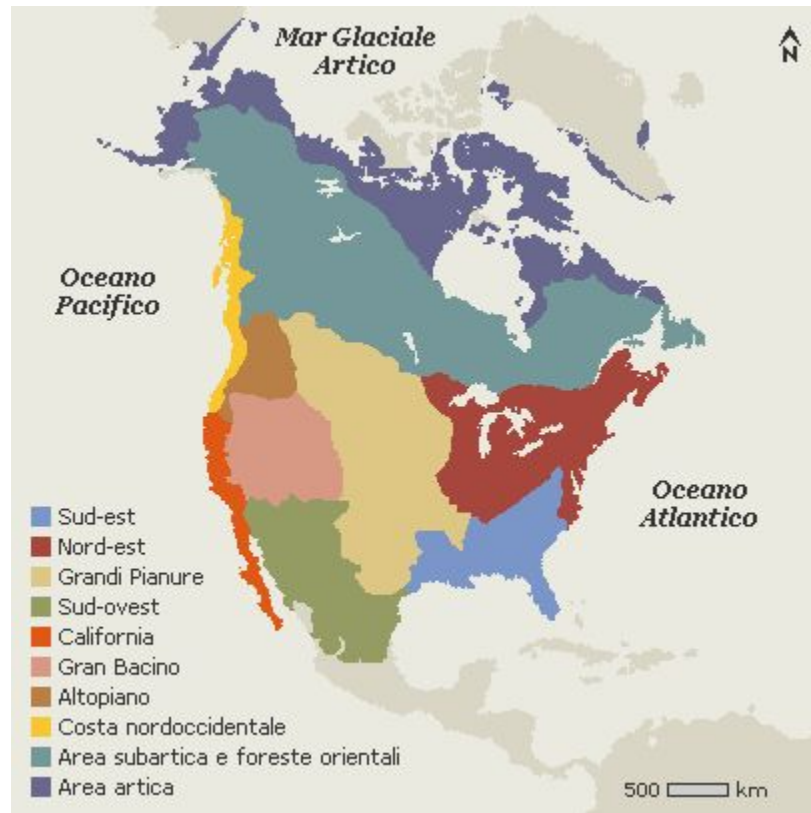 Mar Glaciale
Artico
N
Oceano
Pacifico
Oceano
Atlantico
Sud-est
Nord-est
Grandi Pianure
Sud-ovest
California
Gran Bacino
Altopiano
Costa nordoccidentale
Area subartica e foreste orientali
Area artica
500 km